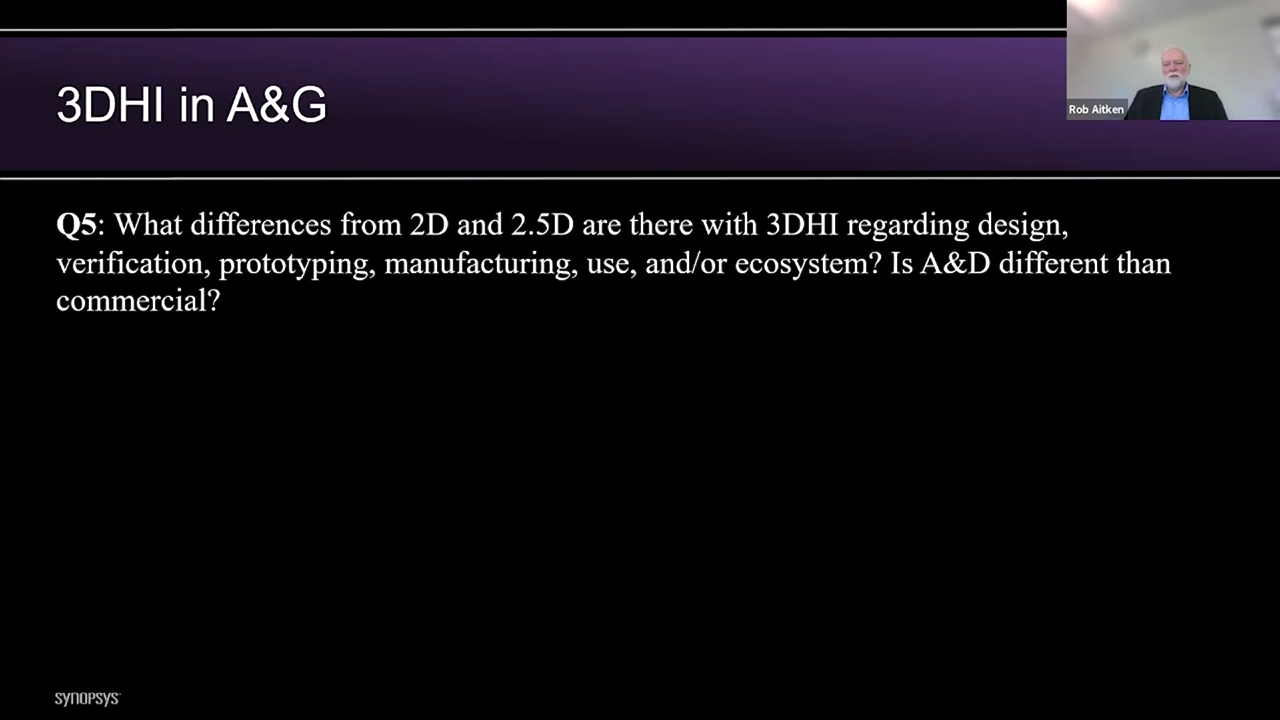 3DHI in A&G
Rob Aitken
Q5: What differences from 2D and 2.5D are there with 3DHI regarding design,
verification, prototyping, manufacturing, use, and/or ecosystem? Is A&D different than
commercial?
SYNOPSYS